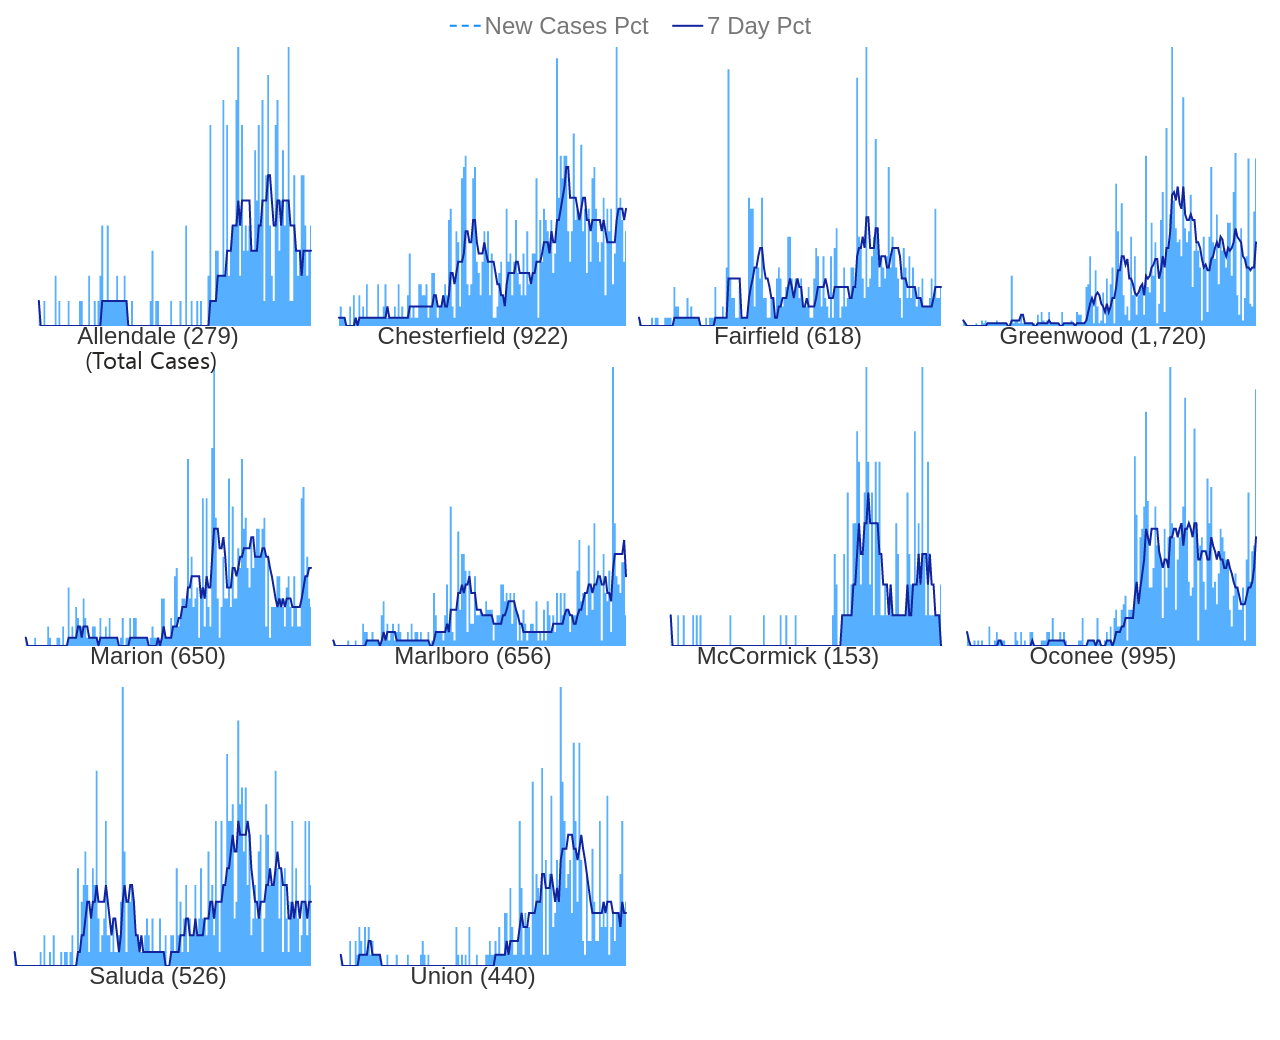 New Cases Pct 7 Day Pct
Allendale (279) Chesterfield (922) Fairfield (618) Greenwood (1,720)
(Total Cases)
Marion (650) Marlboro (656) McCormick (153) Oconee (995)
Saluda (526) Union (440)